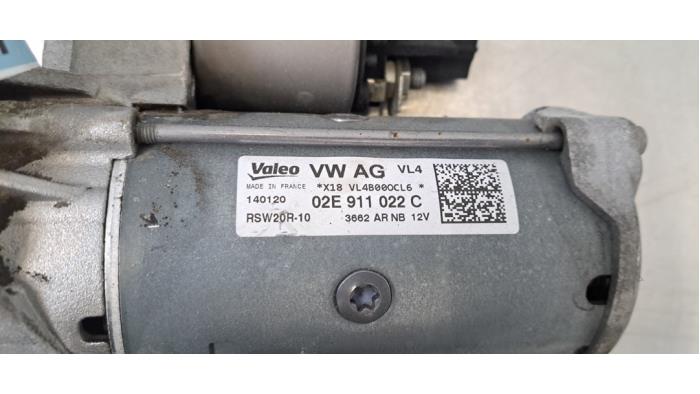 Valeo VW AG VL4
MADE IN FRANCE *X18 VL4B000CL6 *
140120 02E 911 022 C
RSW20R-10 3662 AR NB 12V